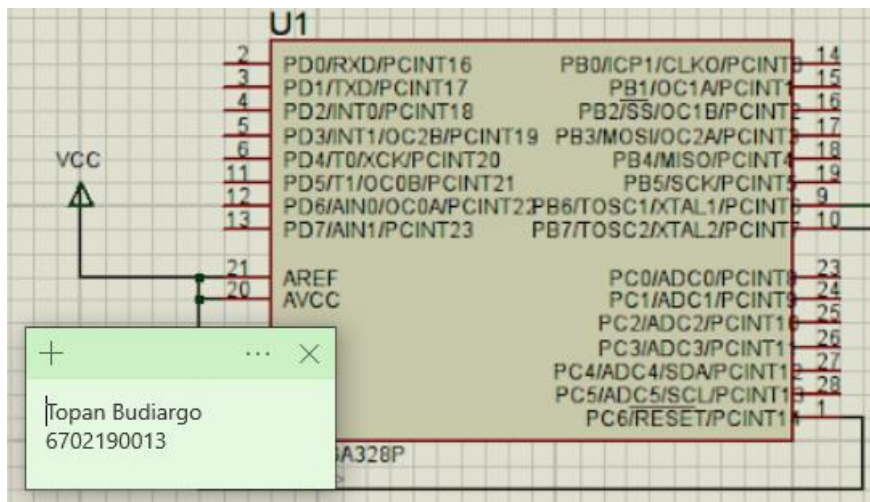 U1
VCC
2 PD0/RXD/PCINT16
3 PD1/TXD/PCINT17
4 PD2/INT0/PCINT18
5 PD3/INT1/OC2B/PCINT19
6 PD4/T0/XCK/PCINT20
11 PD5/T1/OC0B/PCINT21
12 PD6/AIN0/OC0A/PCINT22
13 PD7/AIN1/PCINT23
21 AREF
20 AVCC
PB0/ICP1/CLKO/PCINT0 14
PB1/OC1A/PCINT1 15
PB2/SS/OC1B/PCINT2 16
PB3/MOSI/OC2A/PCINT3 17
PB4/MISO/PCINT4 18
PB5/SCK/PCINT5 19
PB6/TOSC1/XTAL1/PCINT6 9
PB7/TOSC2/XTAL2/PCINT7 10
PC0/ADC0/PCINT8 23
PC1/ADC1/PCINT9 24
PC2/ADC2/PCINT10 25
PC3/ADC3/PCINT11 26
PC4/ADC4/SDA/PCINT12 27
PC5/ADC5/SCL/PCINT13 28
PC6/RESET/PCINT14 1
Topan Budiargo
6702190013
GA328P